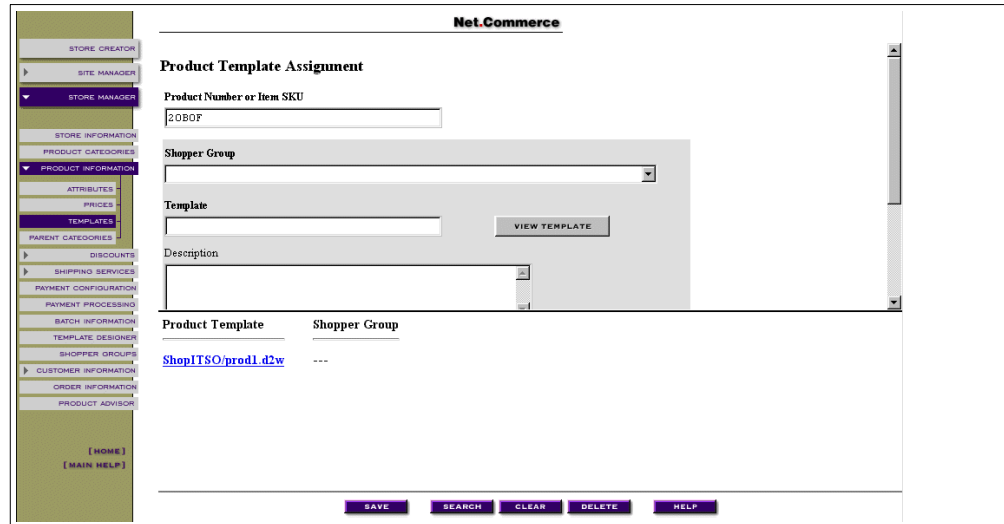 Net.Commerce
STORE CREATOR
SITE MANAGER
STORE MANAGER
STORE INFORMATION
PRODUCT CATEGORIES
PRODUCT INFORMATION
ATTRIBUTES
PRICES
TEMPLATES
PARENT CATEGORIES
DISCOUNTS
SHIPPING SERVICES
PAYMENT CONFIGURATION
PAYMENT PROCESSING
BATCH INFORMATION
TEMPLATE DESIGNER
SHOPPER GROUPS
CUSTOMER INFORMATION
ORDER INFORMATION
PRODUCT ADVISOR
[HOME]
[MAIN HELP]
Product Template Assignment
Product Number or Item SKU
20B0F
Shopper Group
Template
VIEW TEMPLATE
Description
Product Template Shopper Group
ShopITSO/prod1.d2w ---
SAVE SEARCH CLEAR DELETE HELP